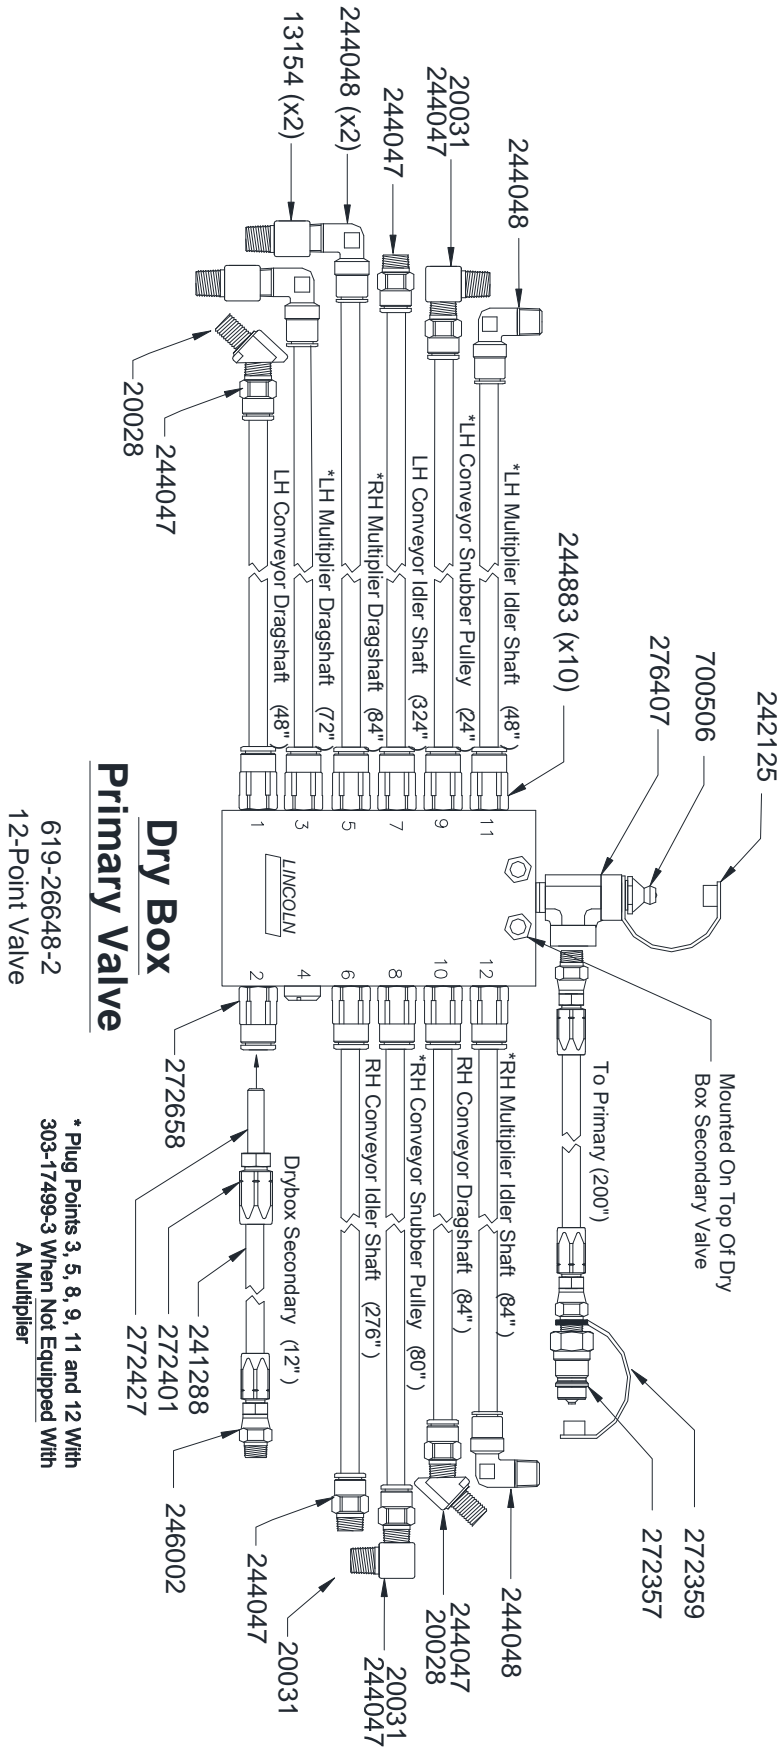 242125
700506
276407
244883 (x10)
244048
20031
244047
244047
244048 (x2)
13154 (x2)
20028
244047
*LH Multiplier Idler Shaft (48")
*LH Conveyor Snubber Pulley (24")
LH Conveyor Idler Shaft (324")
*RH Multiplier Dragshaft (84")
*LH Multiplier Dragshaft (72")
LH Conveyor Dragshaft (48")
11
9
7
5
3
1
LINCOLN
12
10
8
6
4
2
Mounted On Top Of Dry
Box Secondary Valve
To Primary (200")
272359
272357
*RH Multiplier Idler Shaft (84")
RH Conveyor Dragshaft (84")
*RH Conveyor Snubber Pulley (80")
RH Conveyor Idler Shaft (276")
Drybox Secondary (12")
244048
244047
20028
20031
244047
20031
244047
246002
241288
272401
272427
272658
Dry Box
Primary Valve
619-26648-2
12-Point Valve
* Plug Points 3, 5, 8, 9, 11 and 12 With
303-17499-3 When Not Equipped With
A Multiplier